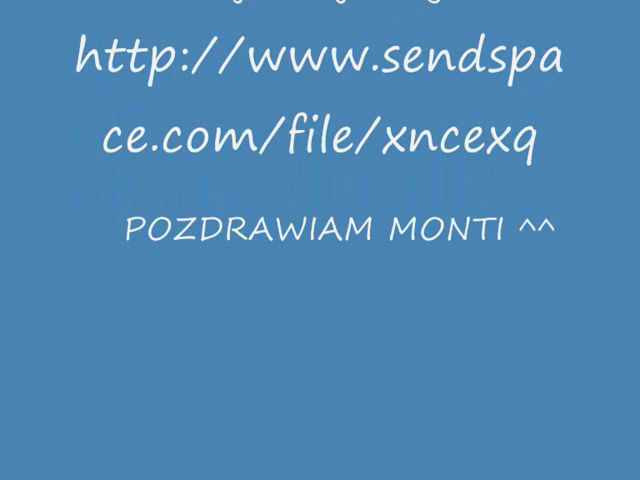 http://www.sendspa
ce.com/file/xncexq
POZDRAWIAM MONTI ^^